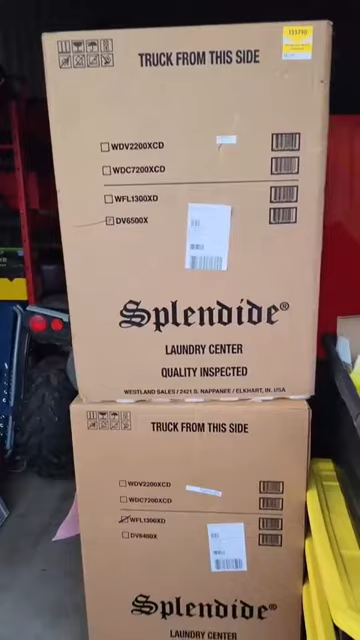 TRUCK FROM THIS SIDE
WDV2200XCD
WDC7200XCD
WFL1300XD
DV6500X
Splendide®
LAUNDRY CENTER
QUALITY INSPECTED
WESTLAND SALES / 2421 S. NAPPANEE / ELKHART, IN. USA
TRUCK FROM THIS SIDE
WDV2200XCD
WDC7200XCD
WFL1300XD
Splendide®
LAUNDRY CENTER